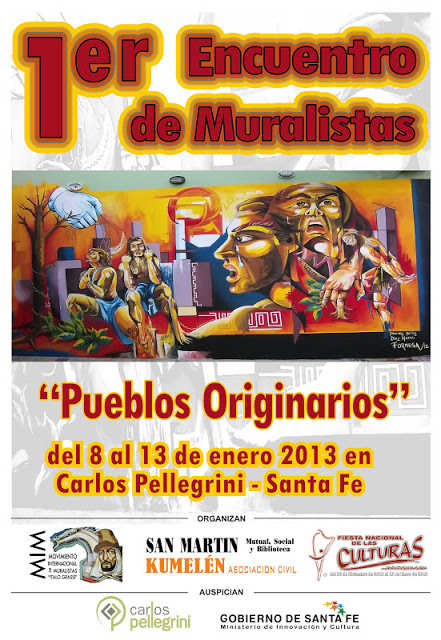 1er Encuentro
de Muralistas
FORMOSA/12
“Pueblos Originarios”
del 8 al 13 de enero 2013 en
Carlos Pellegrini - Santa Fe
ORGANIZAN
MIM
MOVIMIENTO
INTERNACIONAL
DE MURALISTAS
"ITALO GRASSI"
SAN MARTIN Mutual, Social
y Biblioteca
KUMELÉN ASOCIACION CIVIL
FIESTA NACIONAL
DE LAS
CULTURAS
AUSPICIAN
carlos
pellegrini
GOBIERNO DE SANTA FE
Ministerio de Innovación y Cultura